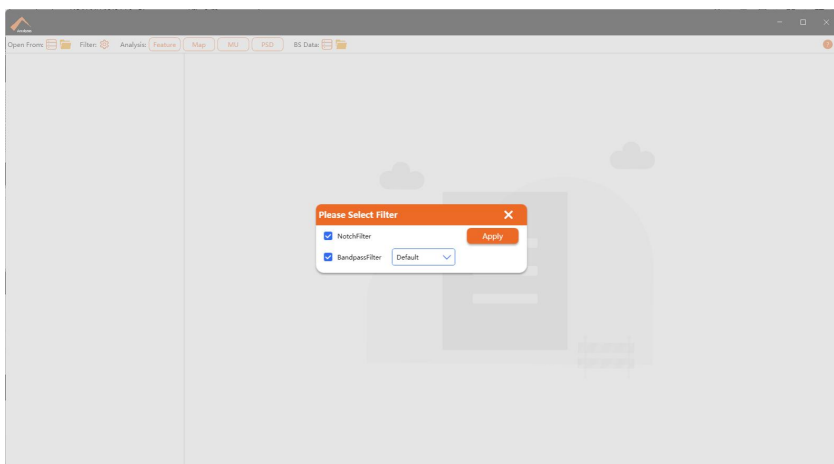 Open From: Filter: Analysis: Feature Map MU PSD BS Data: ?
Please Select Filter
NotchFilter Apply
BandpassFilter Default